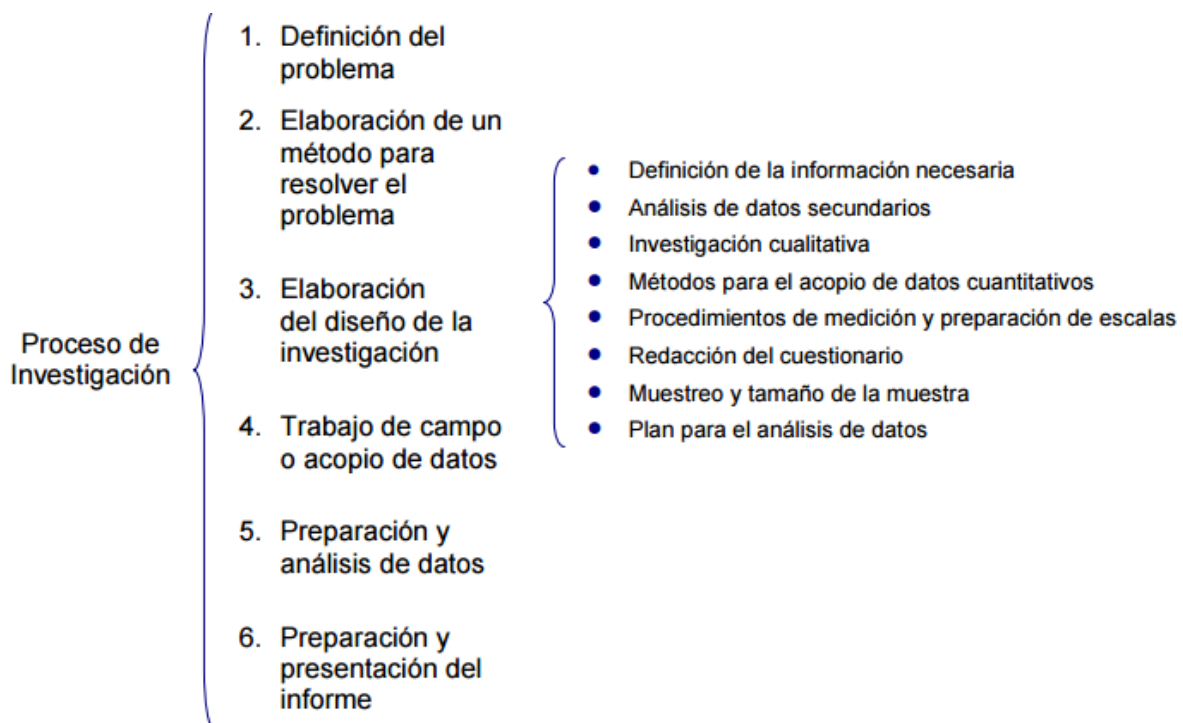 Proceso de
Investigación
1. Definición del
problema
2. Elaboración de un
método para
resolver el
problema
3. Elaboración
del diseño de la
investigación
4. Trabajo de campo
o acopio de datos
5. Preparación y
análisis de datos
6. Preparación y
presentación del
informe
• Definición de la información necesaria
• Análisis de datos secundarios
• Investigación cualitativa
• Métodos para el acopio de datos cuantitativos
• Procedimientos de medición y preparación de escalas
• Redacción del cuestionario
• Muestreo y tamaño de la muestra
• Plan para el análisis de datos